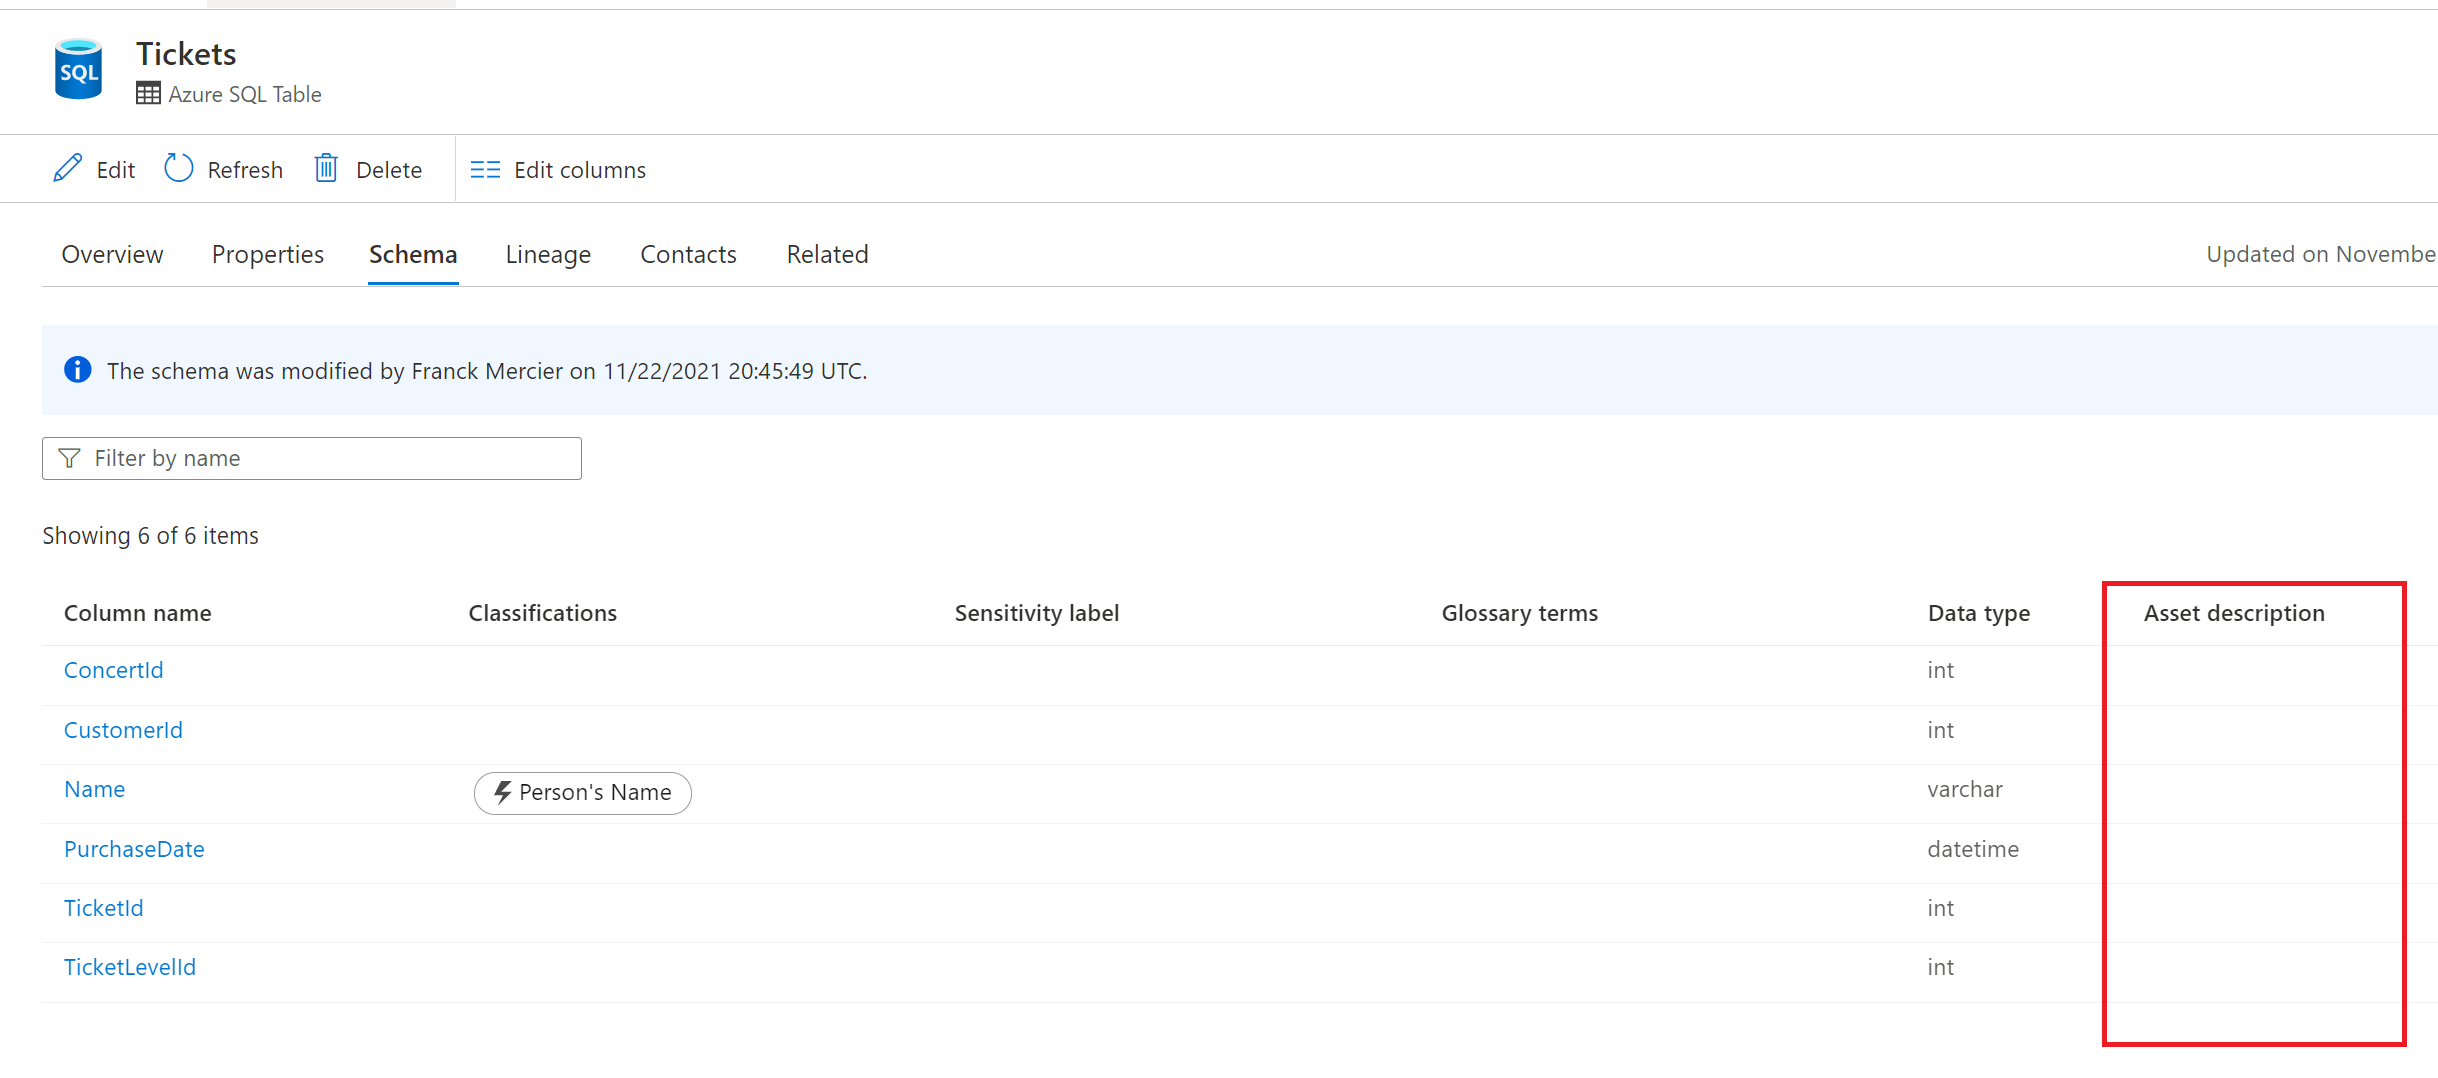 SQL
Tickets
Azure SQL Table
Edit Refresh Delete Edit columns
Overview Properties Schema Lineage Contacts Related Updated on Novembe
The schema was modified by Franck Mercier on 11/22/2021 20:45:49 UTC.
Filter by name
Showing 6 of 6 items
Column name Classifications Sensitivity label Glossary terms Data type Asset description
ConcertId int
CustomerId int
Name Person's Name varchar
PurchaseDate datetime
TicketId int
TicketLevelId int